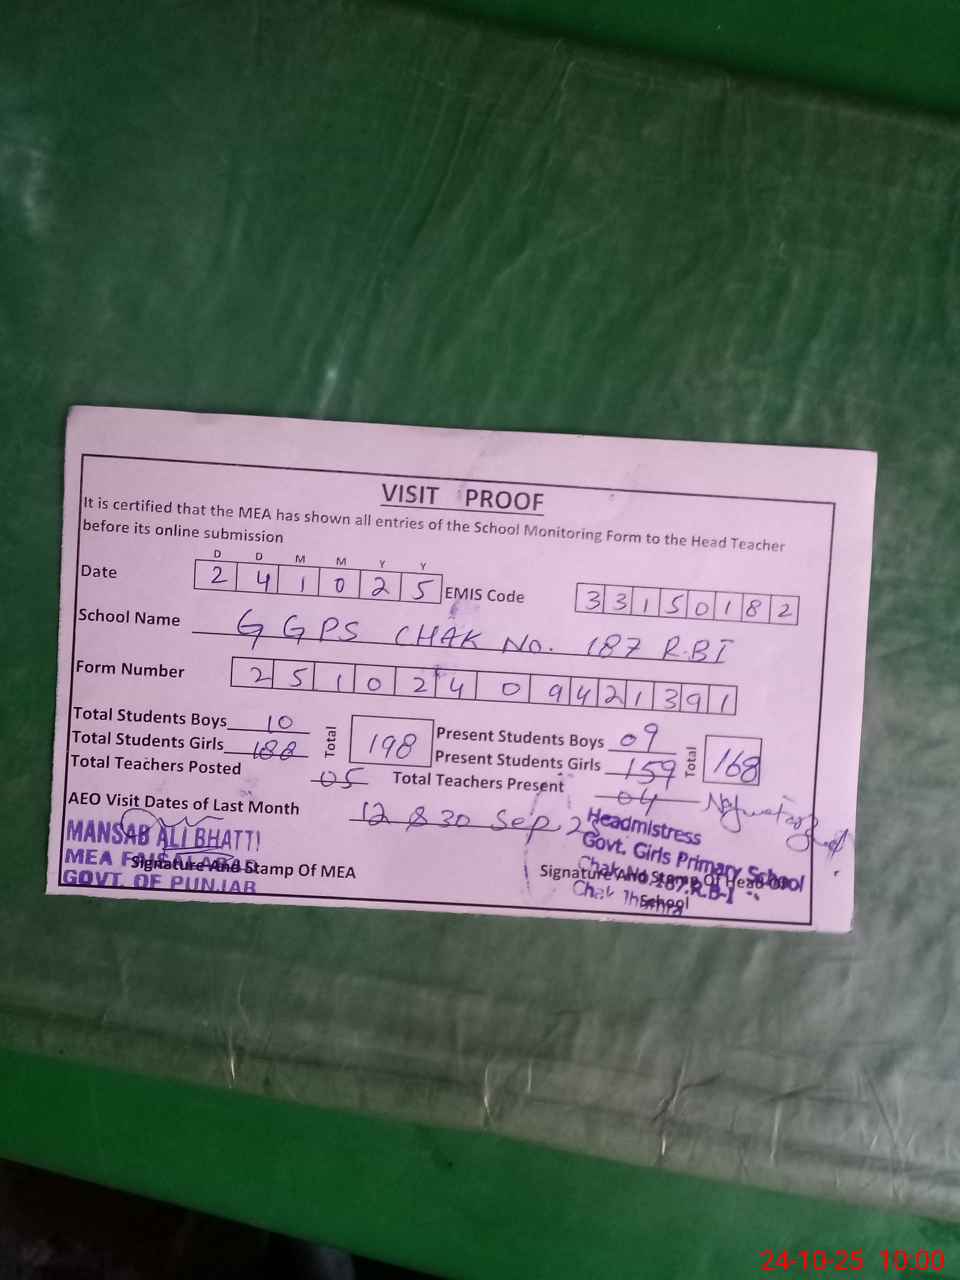 VISIT PROOF
It is certified that the MEA has shown all entries of the School Monitoring Form to the Head Teacher
before its online submission
D D M M Y Y
Date 2 4 1 0 2 5 EMIS Code 3 3 1 5 0 1 8 2
School Name G G P S CHAK No. 187 R.B I
Form Number 2 5 1 0 2 4 0 9 4 2 1 3 9 1
Total Students Boys 10 Total 198 Present Students Boys 09 Total 168
Total Students Girls 188 Present Students Girls 159
Total Teachers Posted 05 Total Teachers Present 04
AEO Visit Dates of Last Month 12 & 30 Sep
MANSAB ALI BHATTI
MEA FAISALABAD
GOVT. OF PUNJAB
Signature And Stamp Of MEA
Headmistress
Govt. Girls Primary School
Chak No. 187.R.B-I
Chak Jhumra
Signature And Stamp Of Head Of
School
24-10-25 10:00